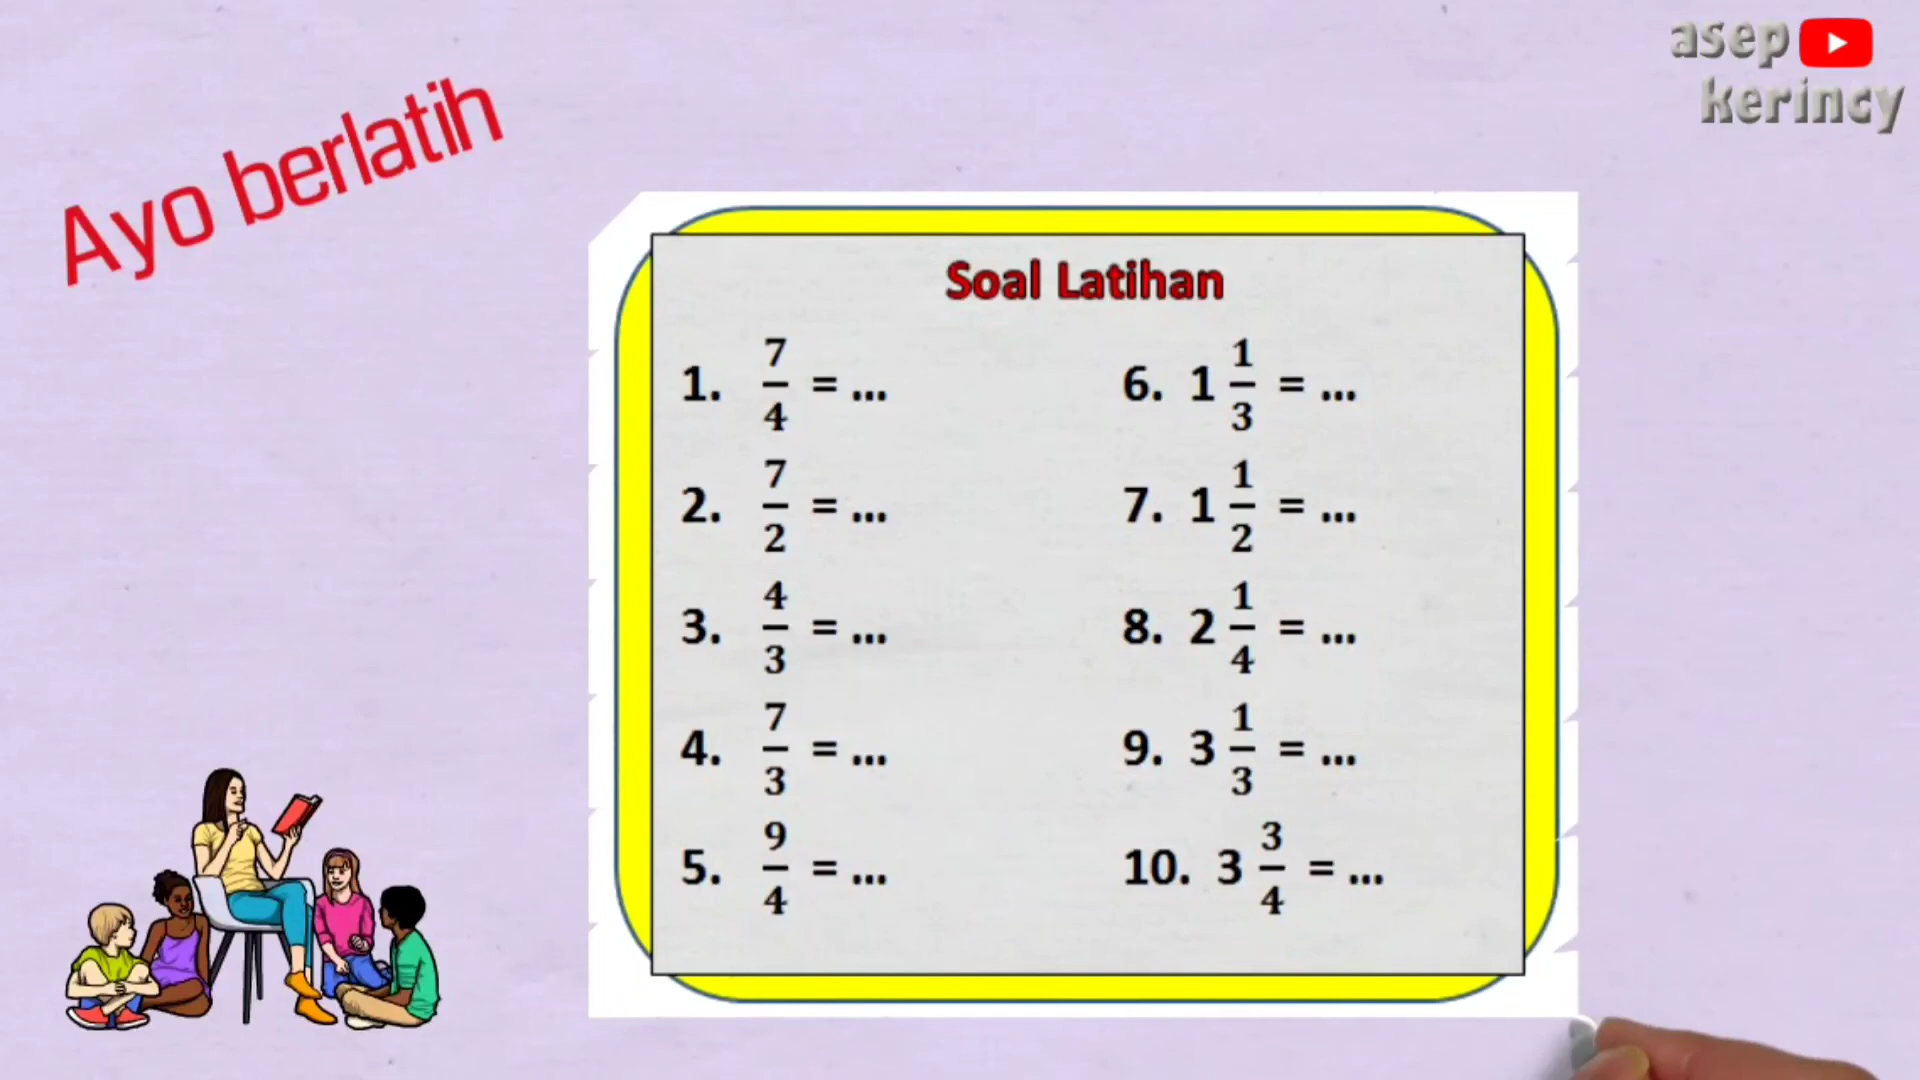 asep
kerincy
Ayo berlatih
Soal Latihan
1. 7/4 = ...
2. 7/2 = ...
3. 4/3 = ...
4. 7/3 = ...
5. 9/4 = ...
6. 1 1/3 = ...
7. 1 1/2 = ...
8. 2 1/4 = ...
9. 3 1/3 = ...
10. 3 3/4 = ...